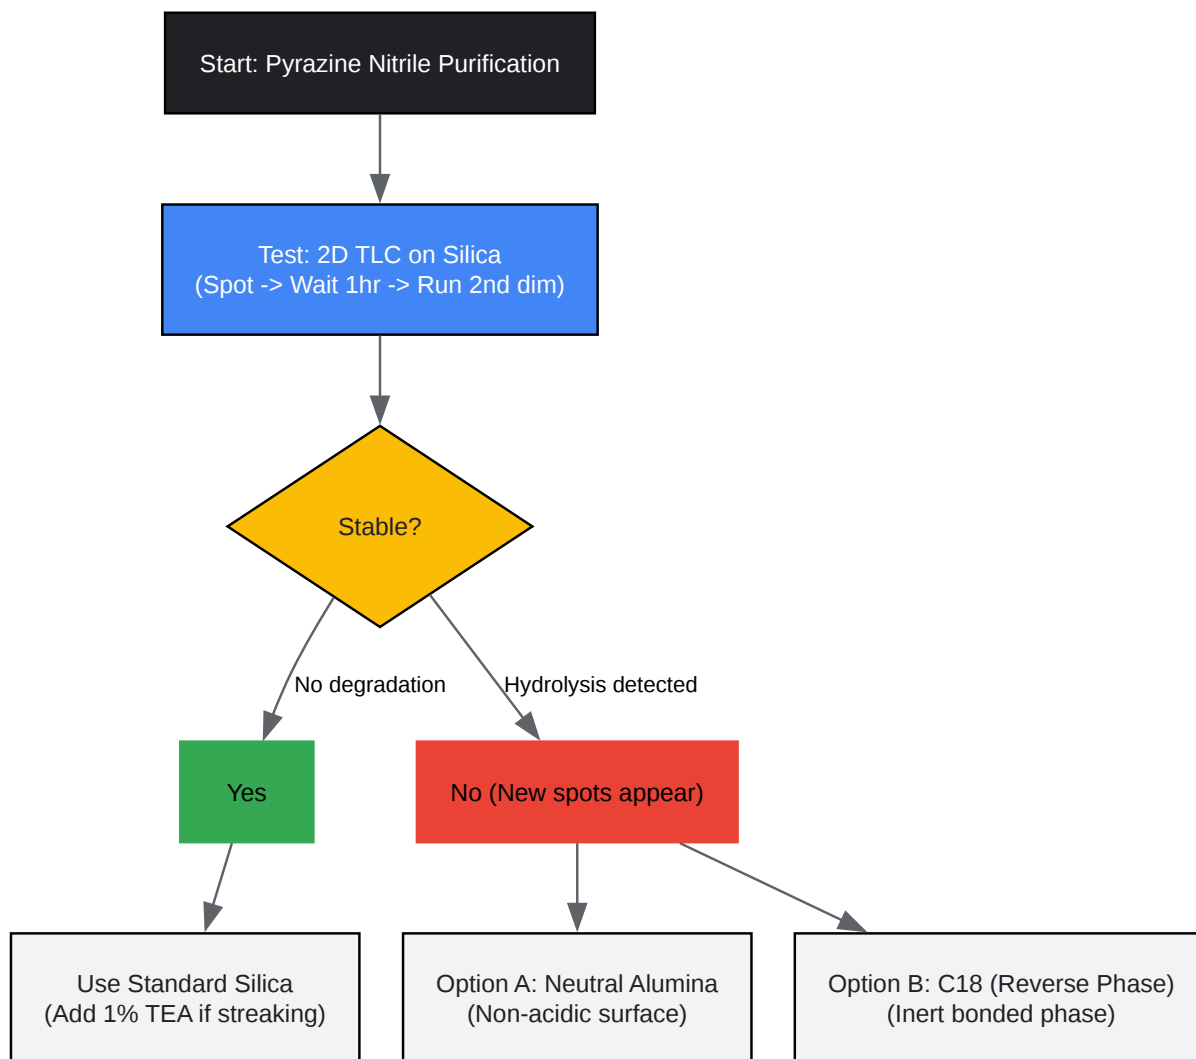 Start: Pyrazine Nitrile Purification
Test: 2D TLC on Silica
(Spot -> Wait 1hr -> Run 2nd dim)
Stable?
No degradation
Hydrolysis detected
Yes
No (New spots appear)
Use Standard Silica
(Add 1% TEA if streaking)
Option A: Neutral Alumina
(Non-acidic surface)
Option B: C18 (Reverse Phase)
(Inert bonded phase)